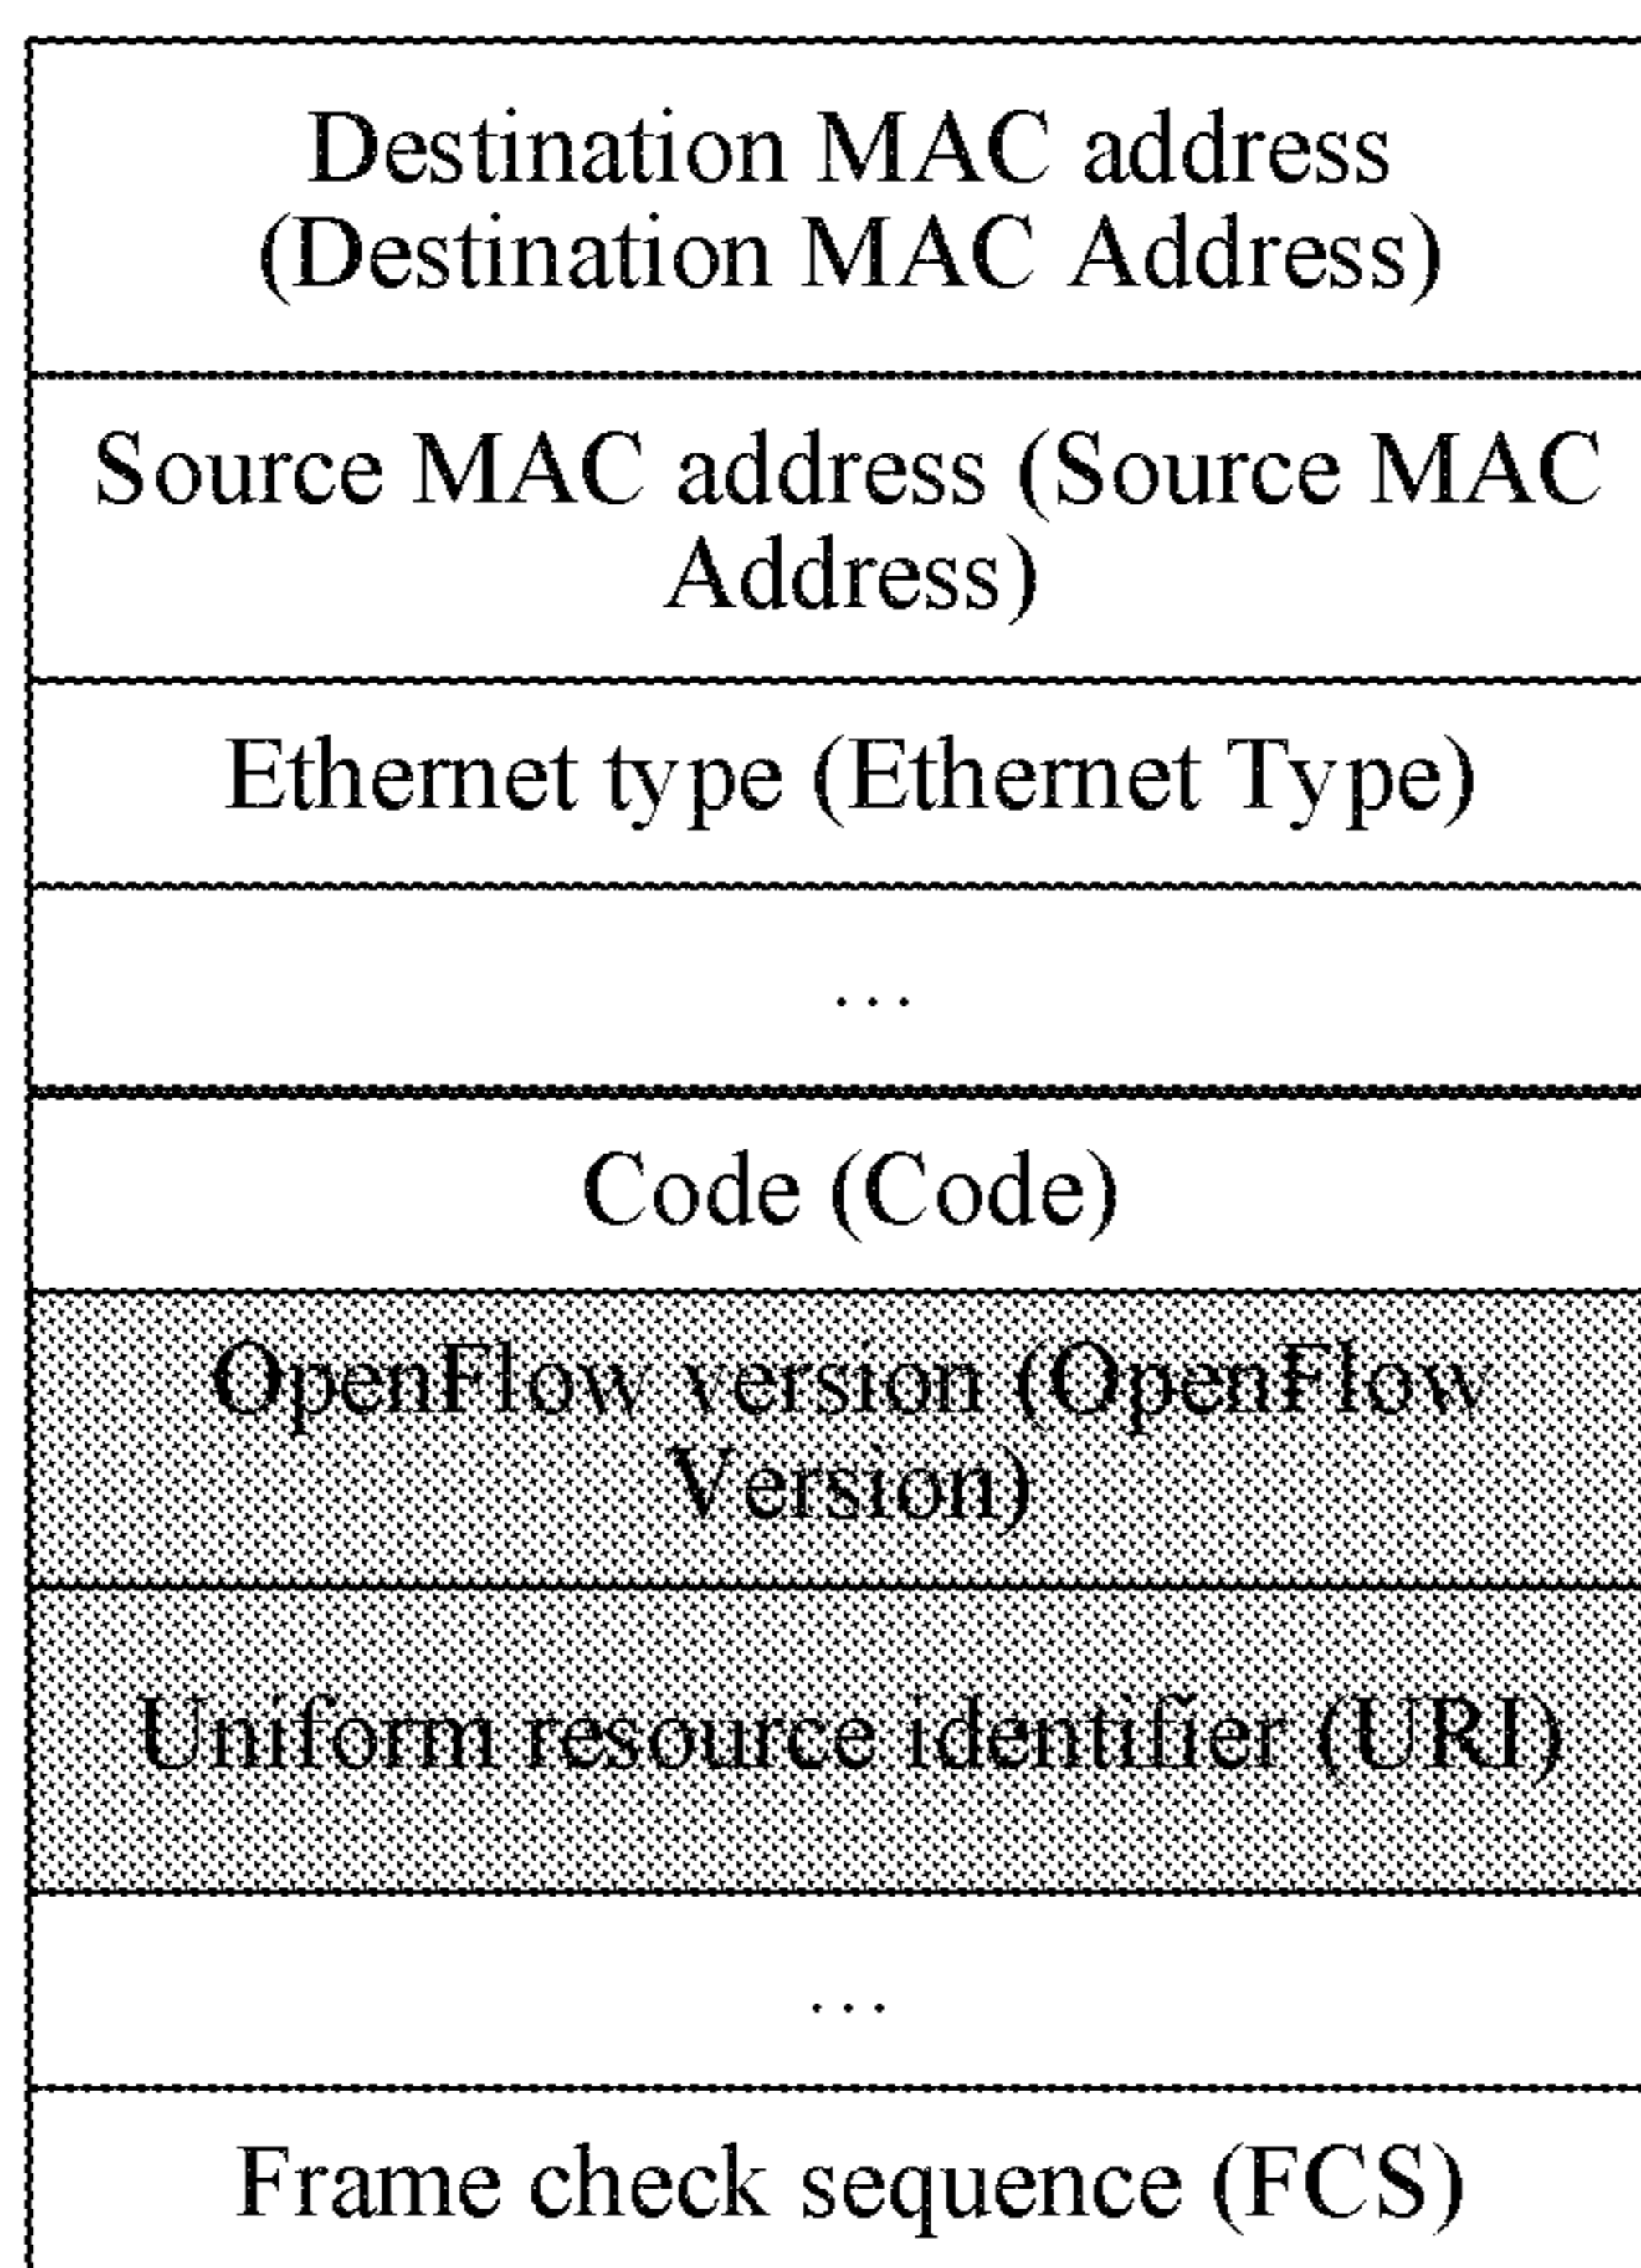 Destination MAC address
(Destination MAC Address)
Source MAC address (Source MAC
Address)
Ethernet type (Ethernet Type)
...
Code (Code)
OpenFlow version (OpenFlow
Version)
Uniform resource identifier (URI)
...
Frame check sequence (FCS)